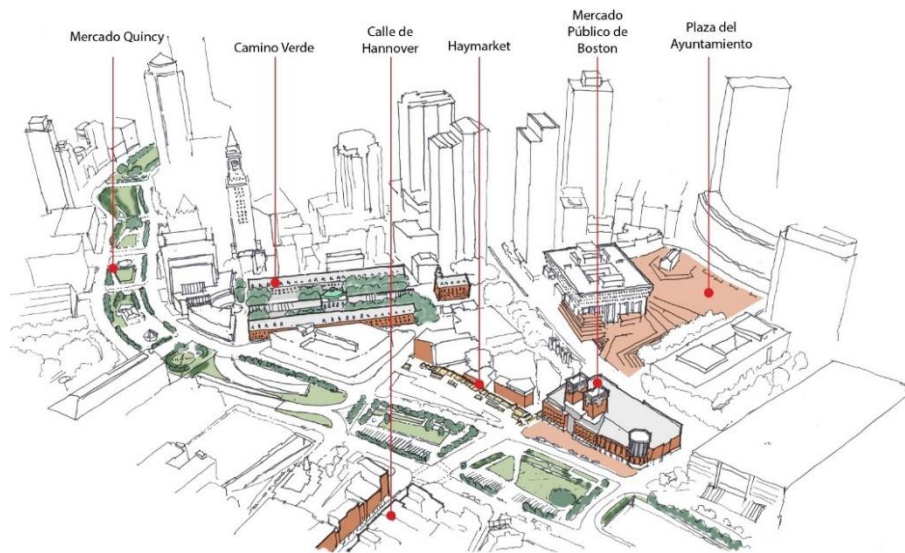 Mercado Quincy
Camino Verde
Calle de
Hannover
Haymarket
Mercado
Público de
Boston
Plaza del
Ayuntamiento